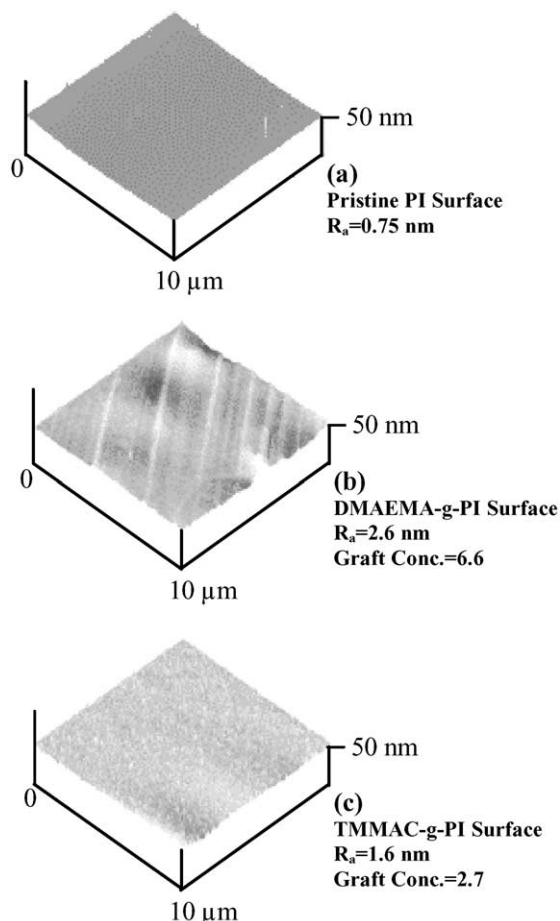 50 nm
0
(a)
Pristine PI Surface
Rₐ=0.75 nm
10 µm
50 nm
0
(b)
DMAEMA-g-PI Surface
Rₐ=2.6 nm
Graft Conc.=6.6
10 µm
50 nm
0
(c)
TMMAC-g-PI Surface
Rₐ=1.6 nm
Graft Conc.=2.7
10 µm